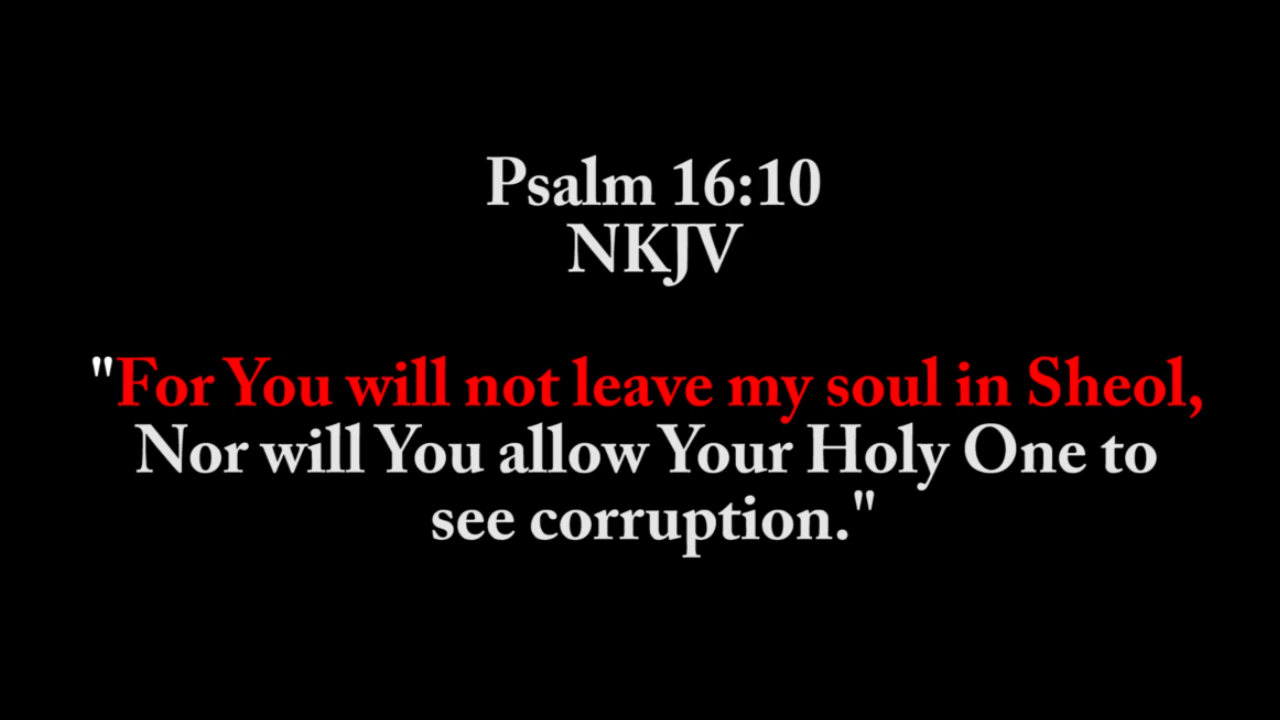 Psalm 16:10
NKJV
"For You will not leave my soul in Sheol,
Nor will You allow Your Holy One to
see corruption."